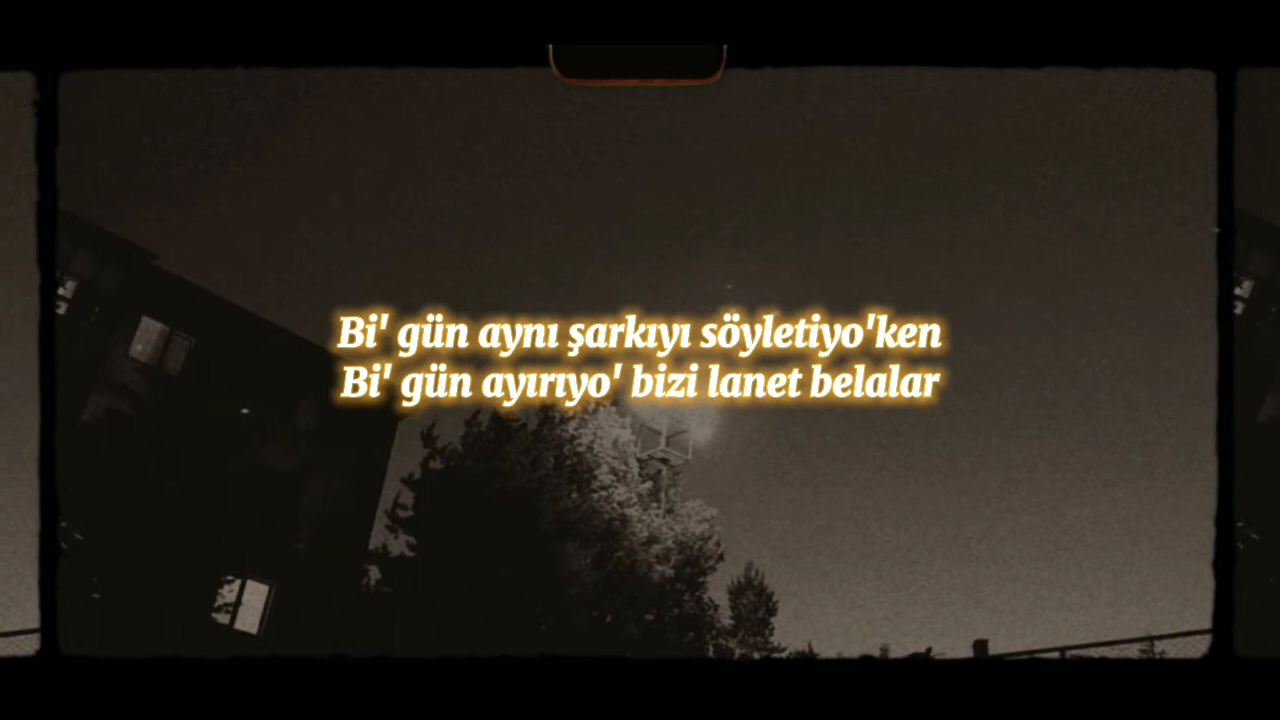 Bi' gün aynı şarkıyı söyletiyo'ken
Bi' gün ayırıyo' bizi lanet belalar